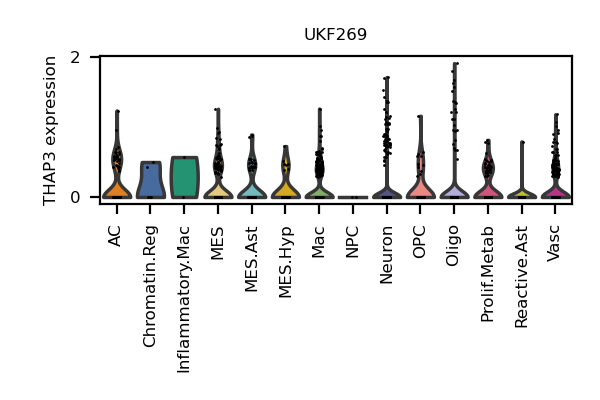 UKF269
THAP3 expression
2
0
AC
Chromatin.Reg
Inflammatory.Mac
MES
MES.Ast
MES.Hyp
Mac
NPC
Neuron
OPC
Oligo
Prolif.Metab
Reactive.Ast
Vasc